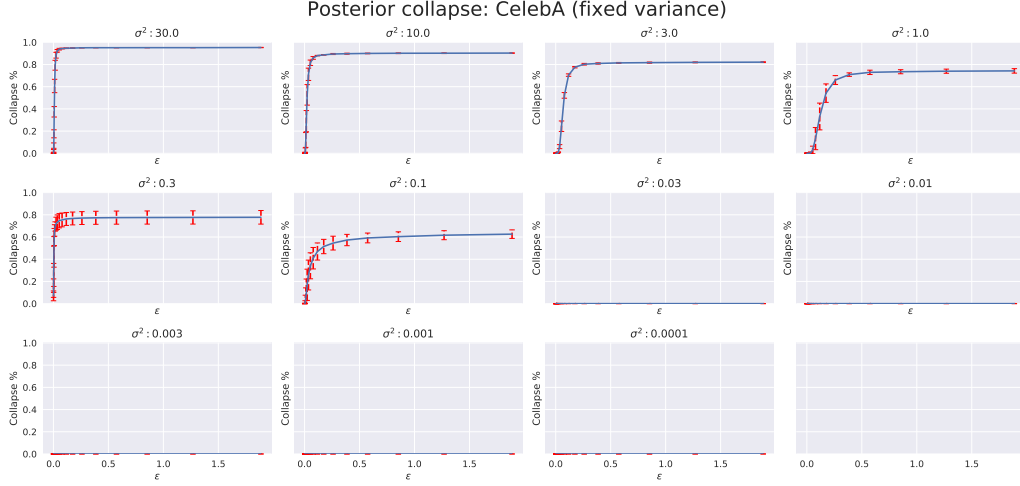 Posterior collapse: CelebA (fixed variance)
σ² : 30.0
σ² : 10.0
σ² : 3.0
σ² : 1.0
1.0
0.8
0.6
0.4
0.2
0.0
Collapse %
Collapse %
Collapse %
Collapse %
ε
ε
ε
ε
σ² : 0.3
σ² : 0.1
σ² : 0.03
σ² : 0.01
1.0
0.8
0.6
0.4
0.2
0.0
Collapse %
Collapse %
Collapse %
Collapse %
ε
ε
ε
ε
σ² : 0.003
σ² : 0.001
σ² : 0.0001
1.0
0.8
0.6
0.4
0.2
0.0
Collapse %
Collapse %
Collapse %
0.0 0.5 1.0 1.5
0.0 0.5 1.0 1.5
0.0 0.5 1.0 1.5
0.0 0.5 1.0 1.5
ε
ε
ε